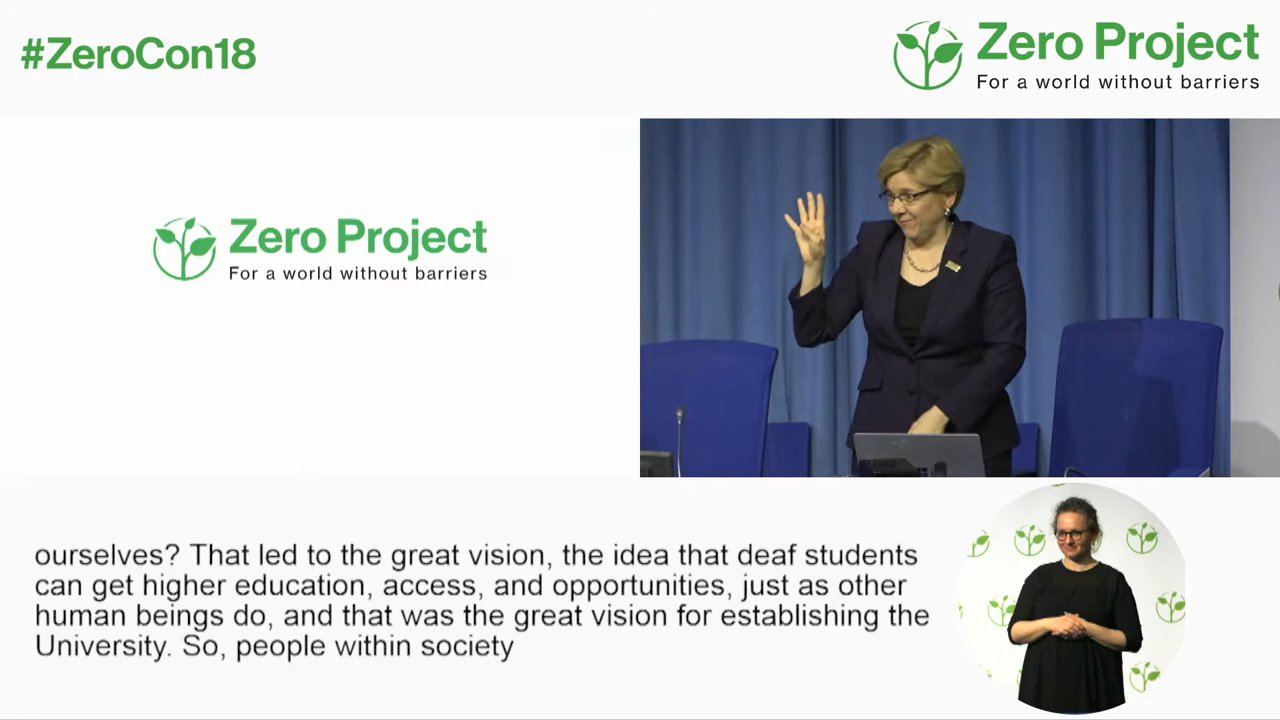 #ZeroCon18
Zero Project
For a world without barriers
Zero Project
For a world without barriers
ourselves? That led to the great vision, the idea that deaf students
can get higher education, access, and opportunities, just as other
human beings do, and that was the great vision for establishing the
University. So, people within society